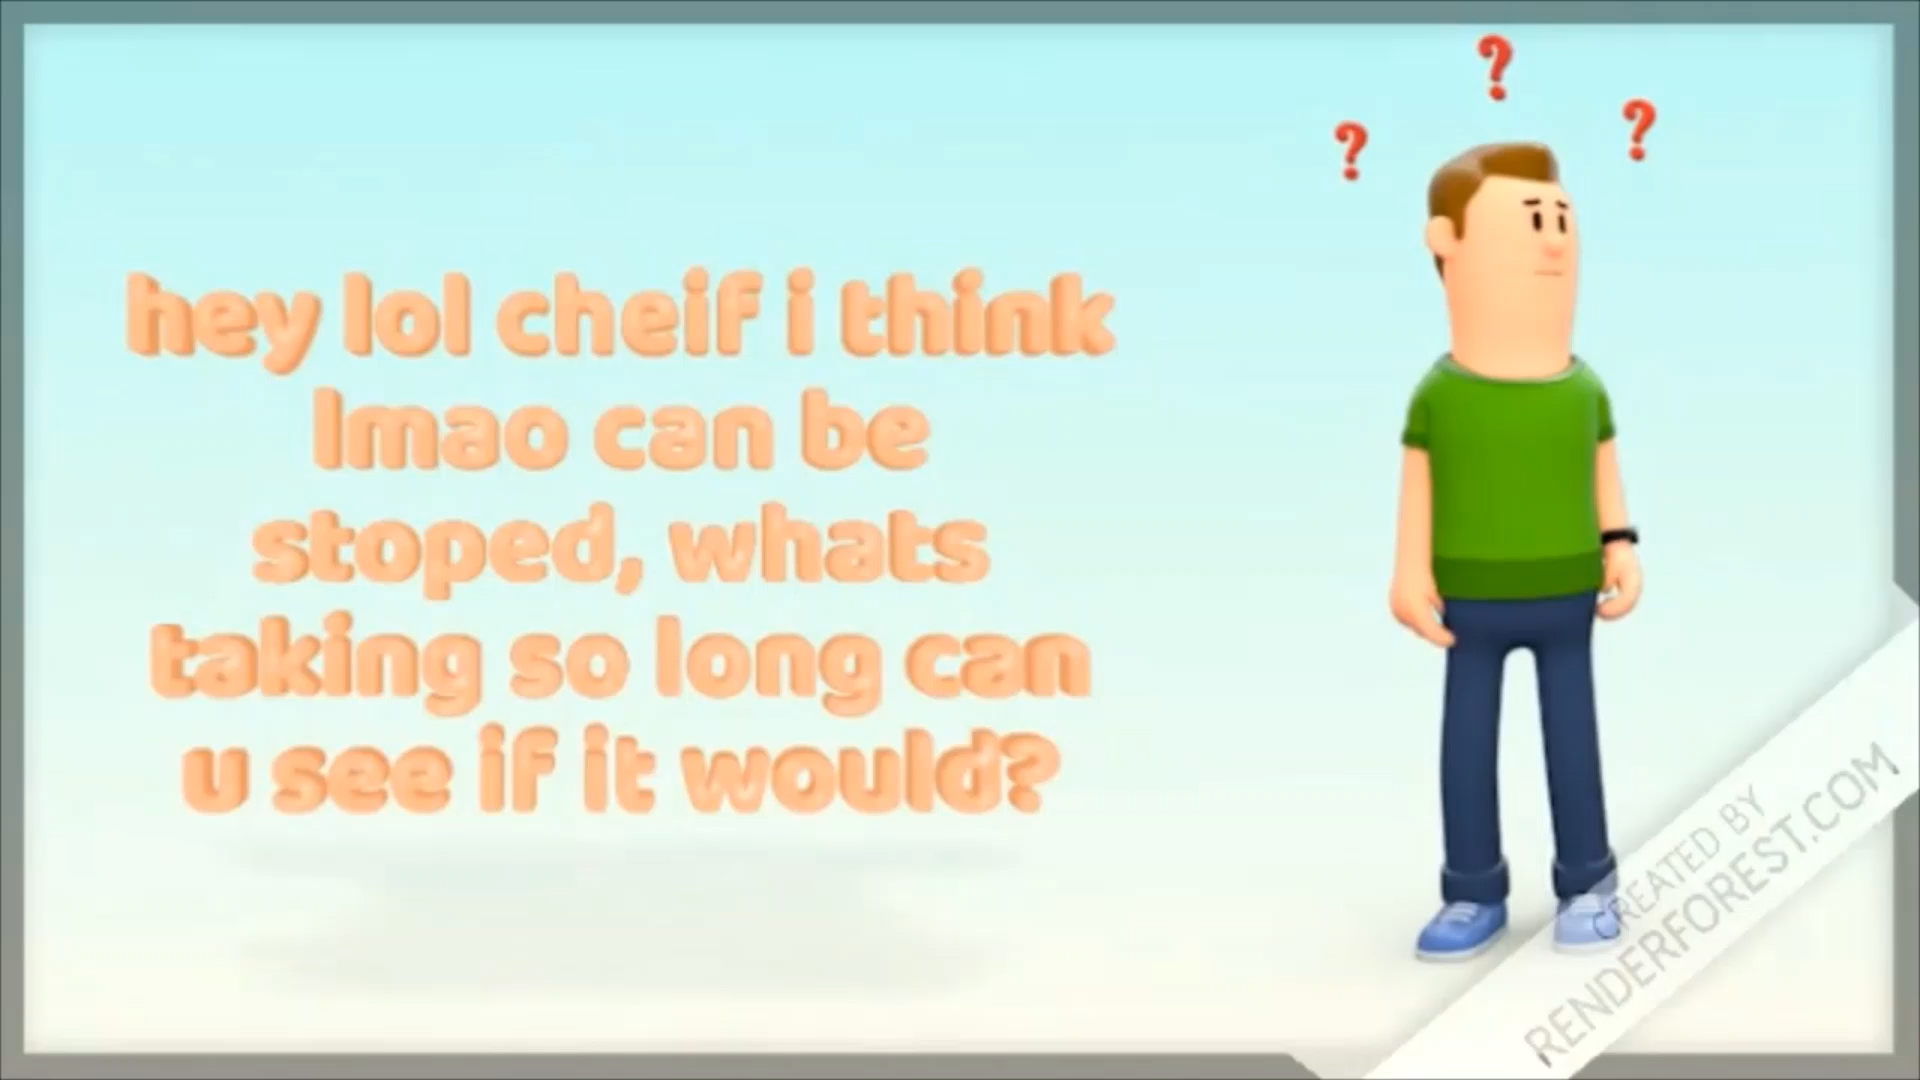 hey lol cheif i think
lmao can be
stoped, whats
taking so long can
u see if it would?
? ? ?
CREATED BY
RENDERFOREST.COM